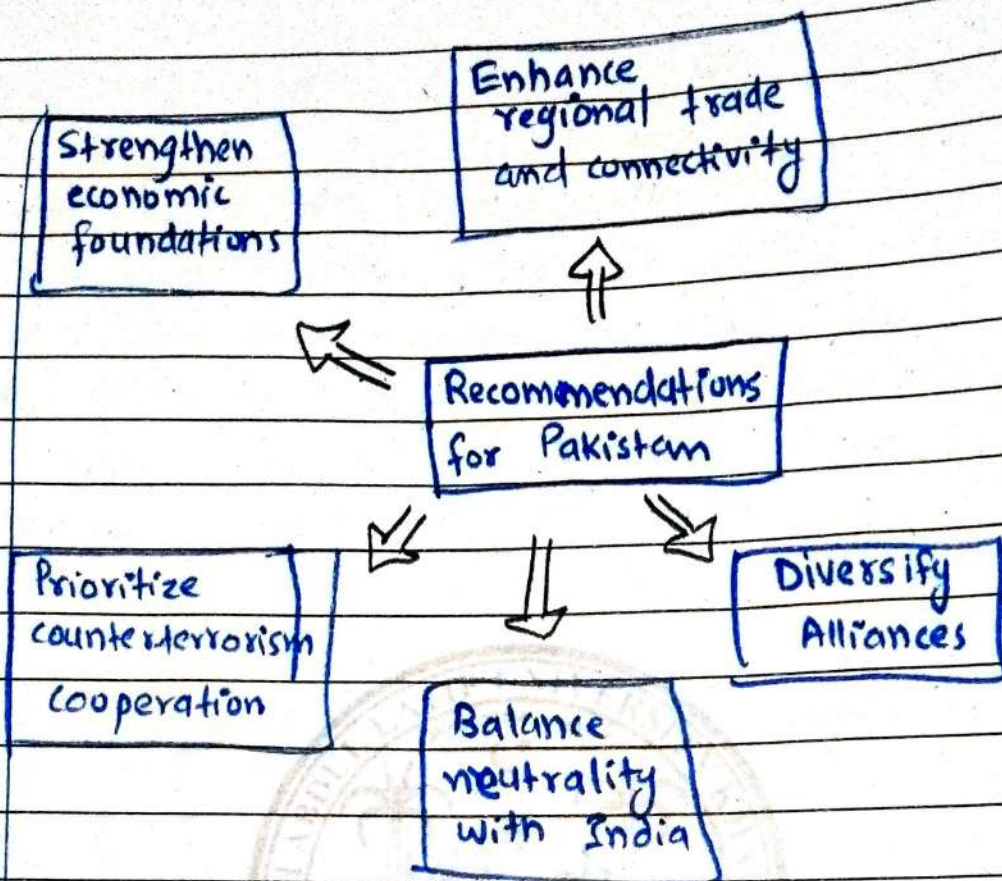 Enhance
regional trade
and connectivity
Strengthen
economic
foundations
Recommendations
for Pakistan
Prioritize
counterterrorism
cooperation
Balance
neutrality
with India
Diversify
Alliances